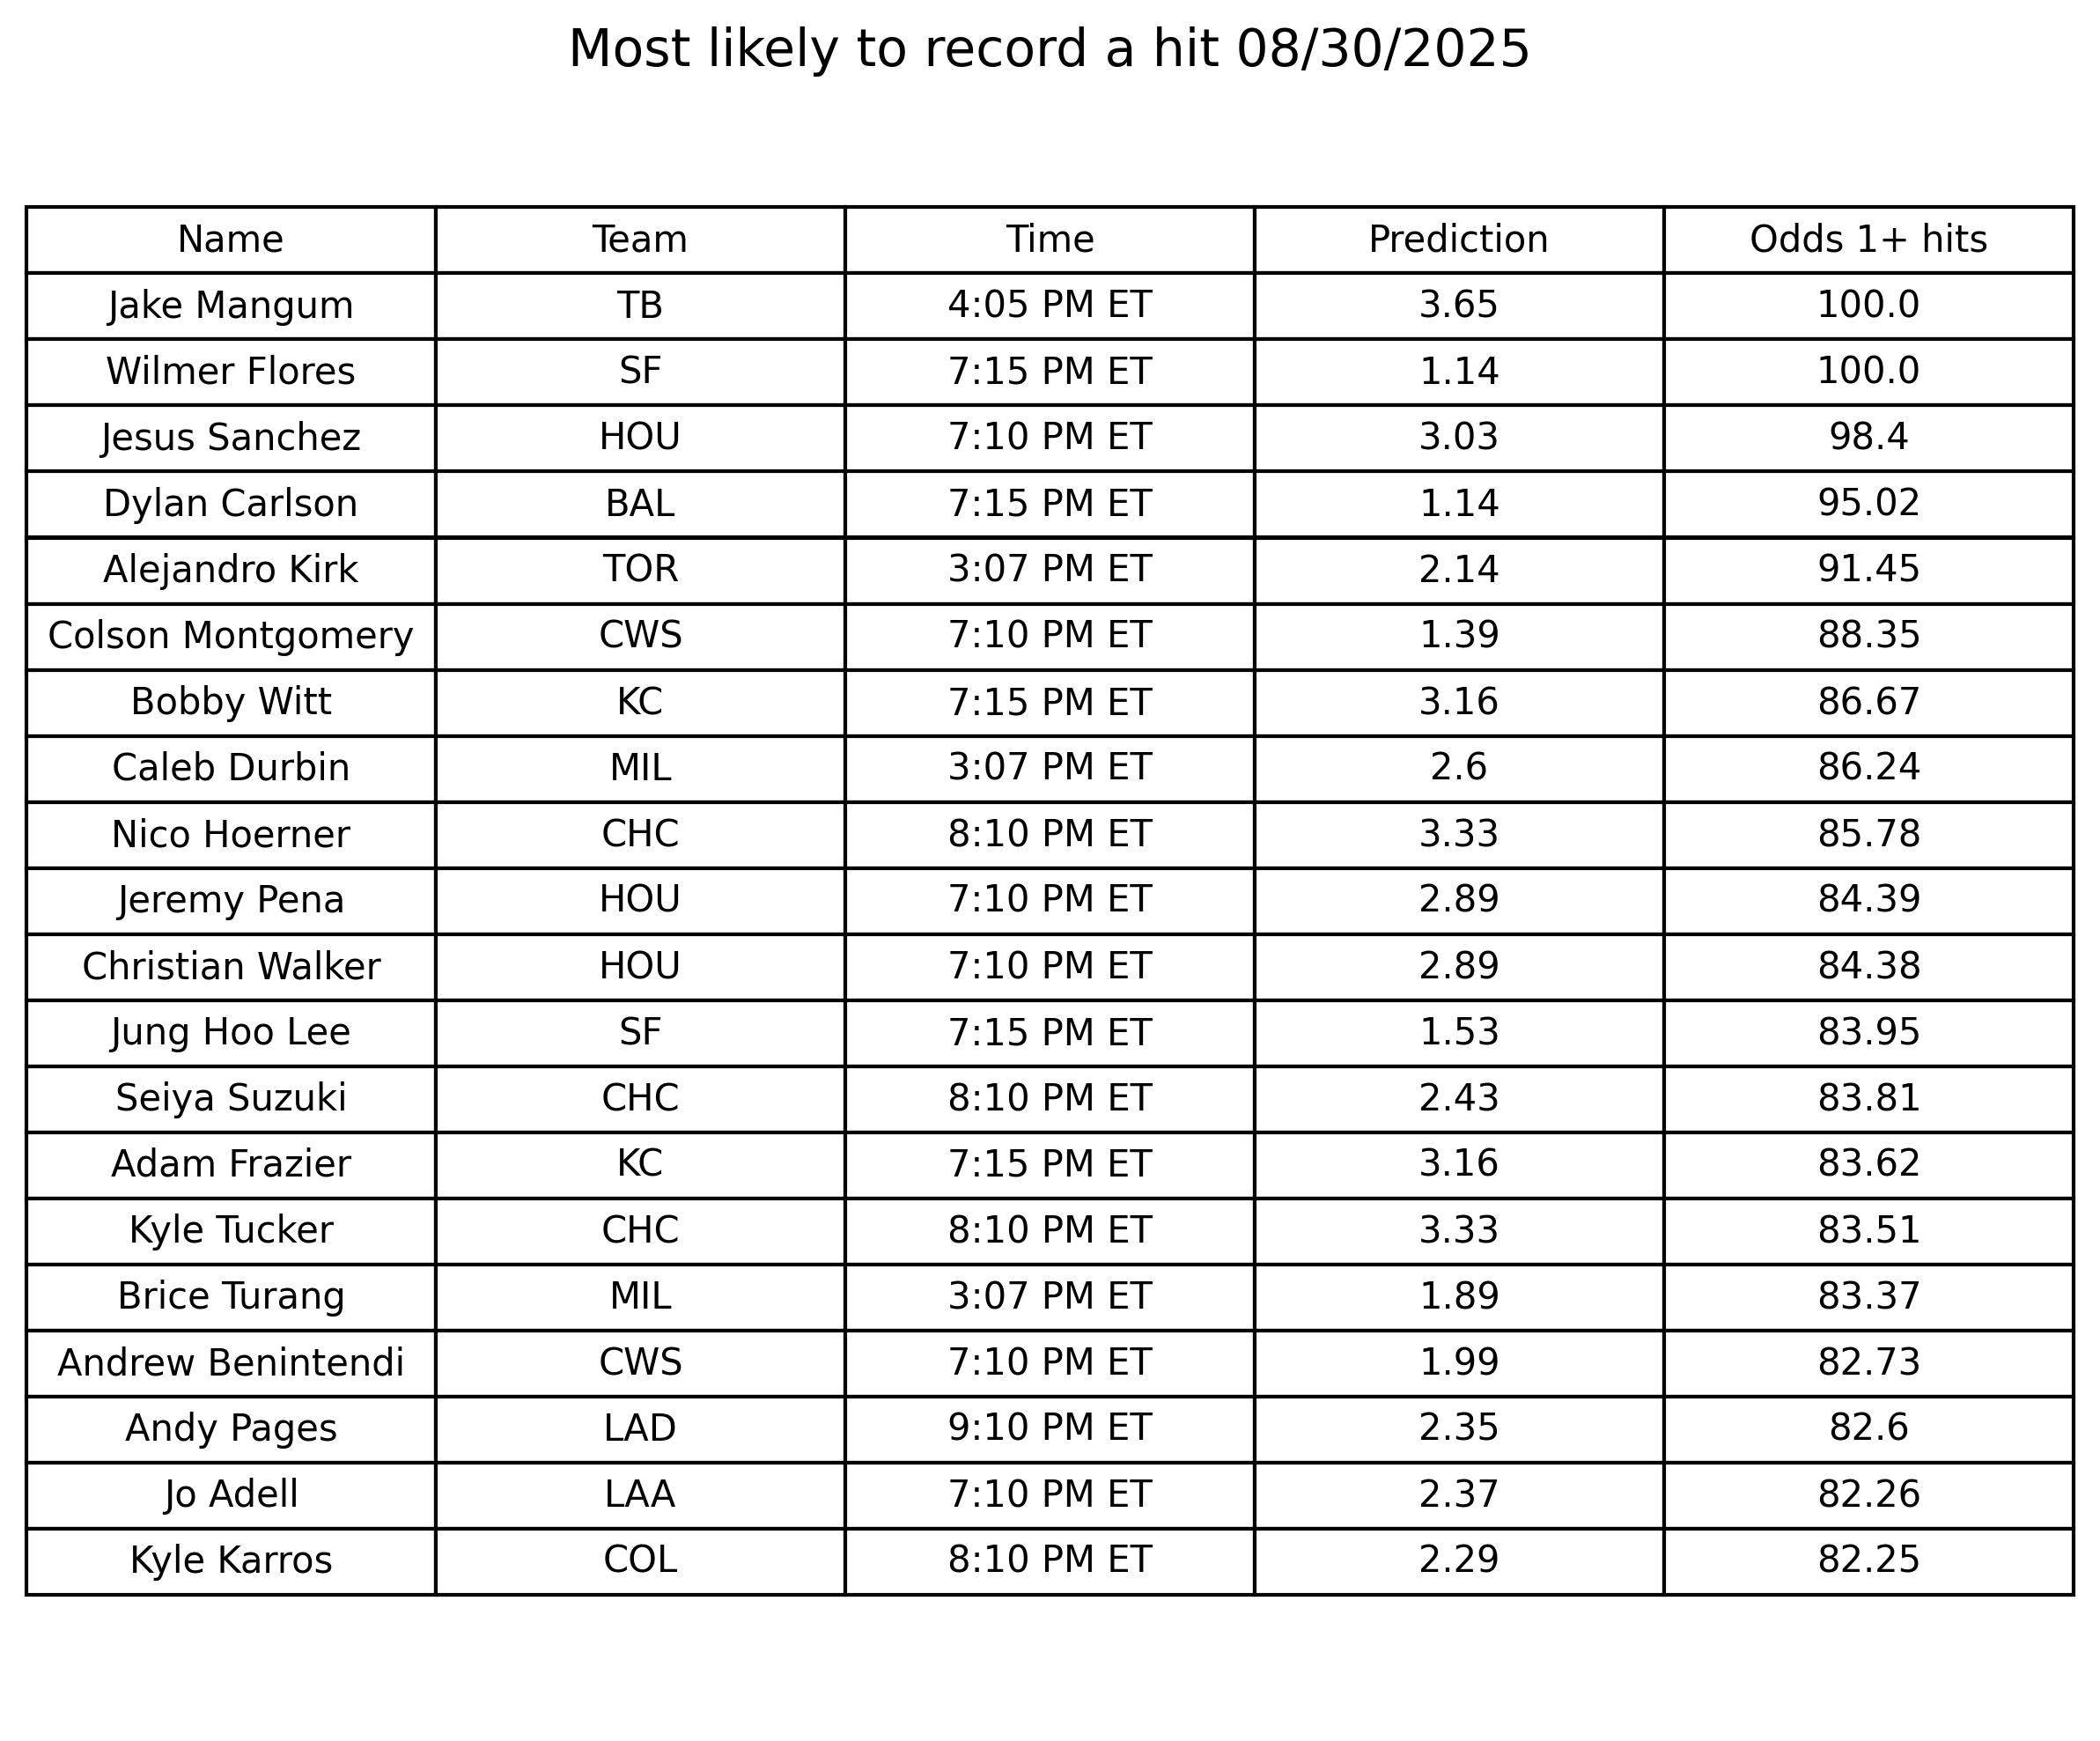 Most likely to record a hit 08/30/2025
Name Team Time Prediction Odds 1+ hits
Jake Mangum TB 4:05 PM ET 3.65 100.0
Wilmer Flores SF 7:15 PM ET 1.14 100.0
Jesus Sanchez HOU 7:10 PM ET 3.03 98.4
Dylan Carlson BAL 7:15 PM ET 1.14 95.02
Alejandro Kirk TOR 3:07 PM ET 2.14 91.45
Colson Montgomery CWS 7:10 PM ET 1.39 88.35
Bobby Witt KC 7:15 PM ET 3.16 86.67
Caleb Durbin MIL 3:07 PM ET 2.6 86.24
Nico Hoerner CHC 8:10 PM ET 3.33 85.78
Jeremy Pena HOU 7:10 PM ET 2.89 84.39
Christian Walker HOU 7:10 PM ET 2.89 84.38
Jung Hoo Lee SF 7:15 PM ET 1.53 83.95
Seiya Suzuki CHC 8:10 PM ET 2.43 83.81
Adam Frazier KC 7:15 PM ET 3.16 83.62
Kyle Tucker CHC 8:10 PM ET 3.33 83.51
Brice Turang MIL 3:07 PM ET 1.89 83.37
Andrew Benintendi CWS 7:10 PM ET 1.99 82.73
Andy Pages LAD 9:10 PM ET 2.35 82.6
Jo Adell LAA 7:10 PM ET 2.37 82.26
Kyle Karros COL 8:10 PM ET 2.29 82.25